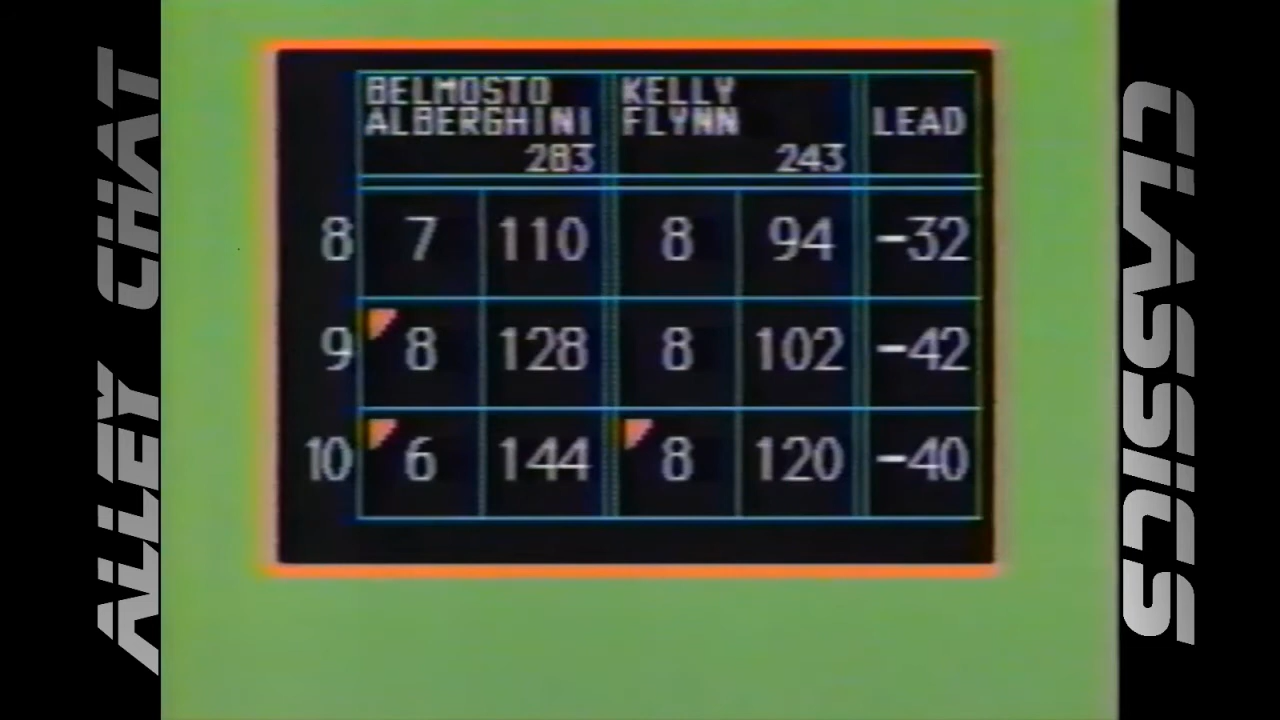 ALLEY CHAT
BELMOSTO
ALBERGHINI
283
KELLY
FLYNN
243
LEAD
8 7 110 8 94 -32
9 8 128 8 102 -42
10 6 144 8 120 -40
CLASSICS